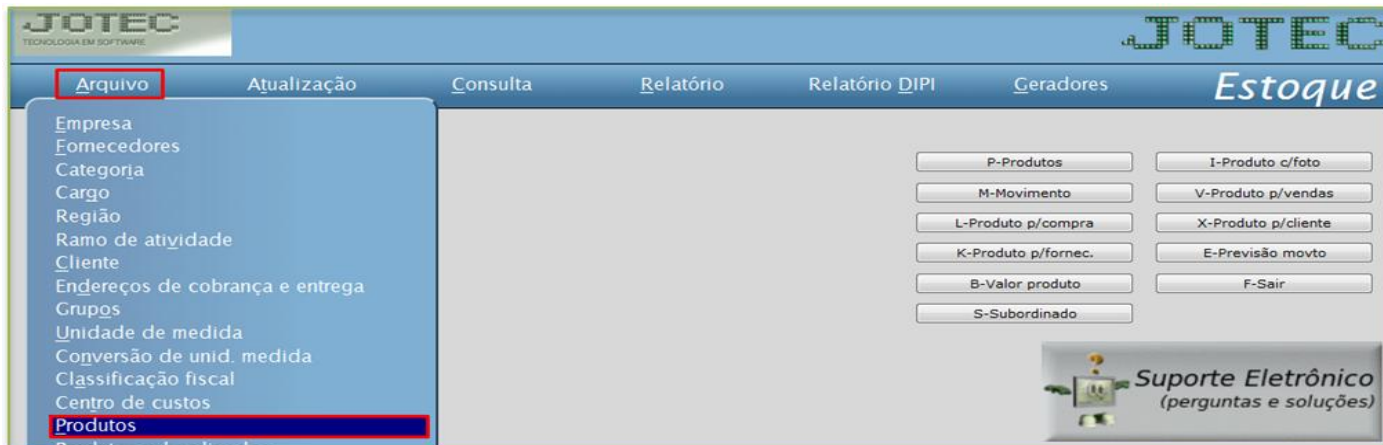 JOTEC
TECNOLOGIA EM SOFTWARE
JOTEC
Arquivo Atualização Consulta Relatório Relatório DIPI Geradores Estoque
Empresa
Fornecedores
Categoria
Cargo
Região
Ramo de atividade
Cliente
Endereços de cobrança e entrega
Grupos
Unidade de medida
Conversão de unid. medida
Classificação fiscal
Centro de custos
Produtos
P-Produtos I-Produto c/foto
M-Movimento V-Produto p/vendas
L-Produto p/compra X-Produto p/cliente
K-Produto p/fornec. E-Previsão movto
B-Valor produto F-Sair
S-Subordinado
Suporte Eletrônico
(perguntas e soluções)